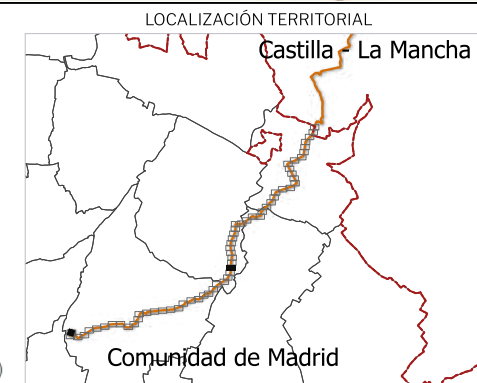 LOCALIZACIÓN TERRITORIAL
Castilla - La Mancha
Comunidad de Madrid